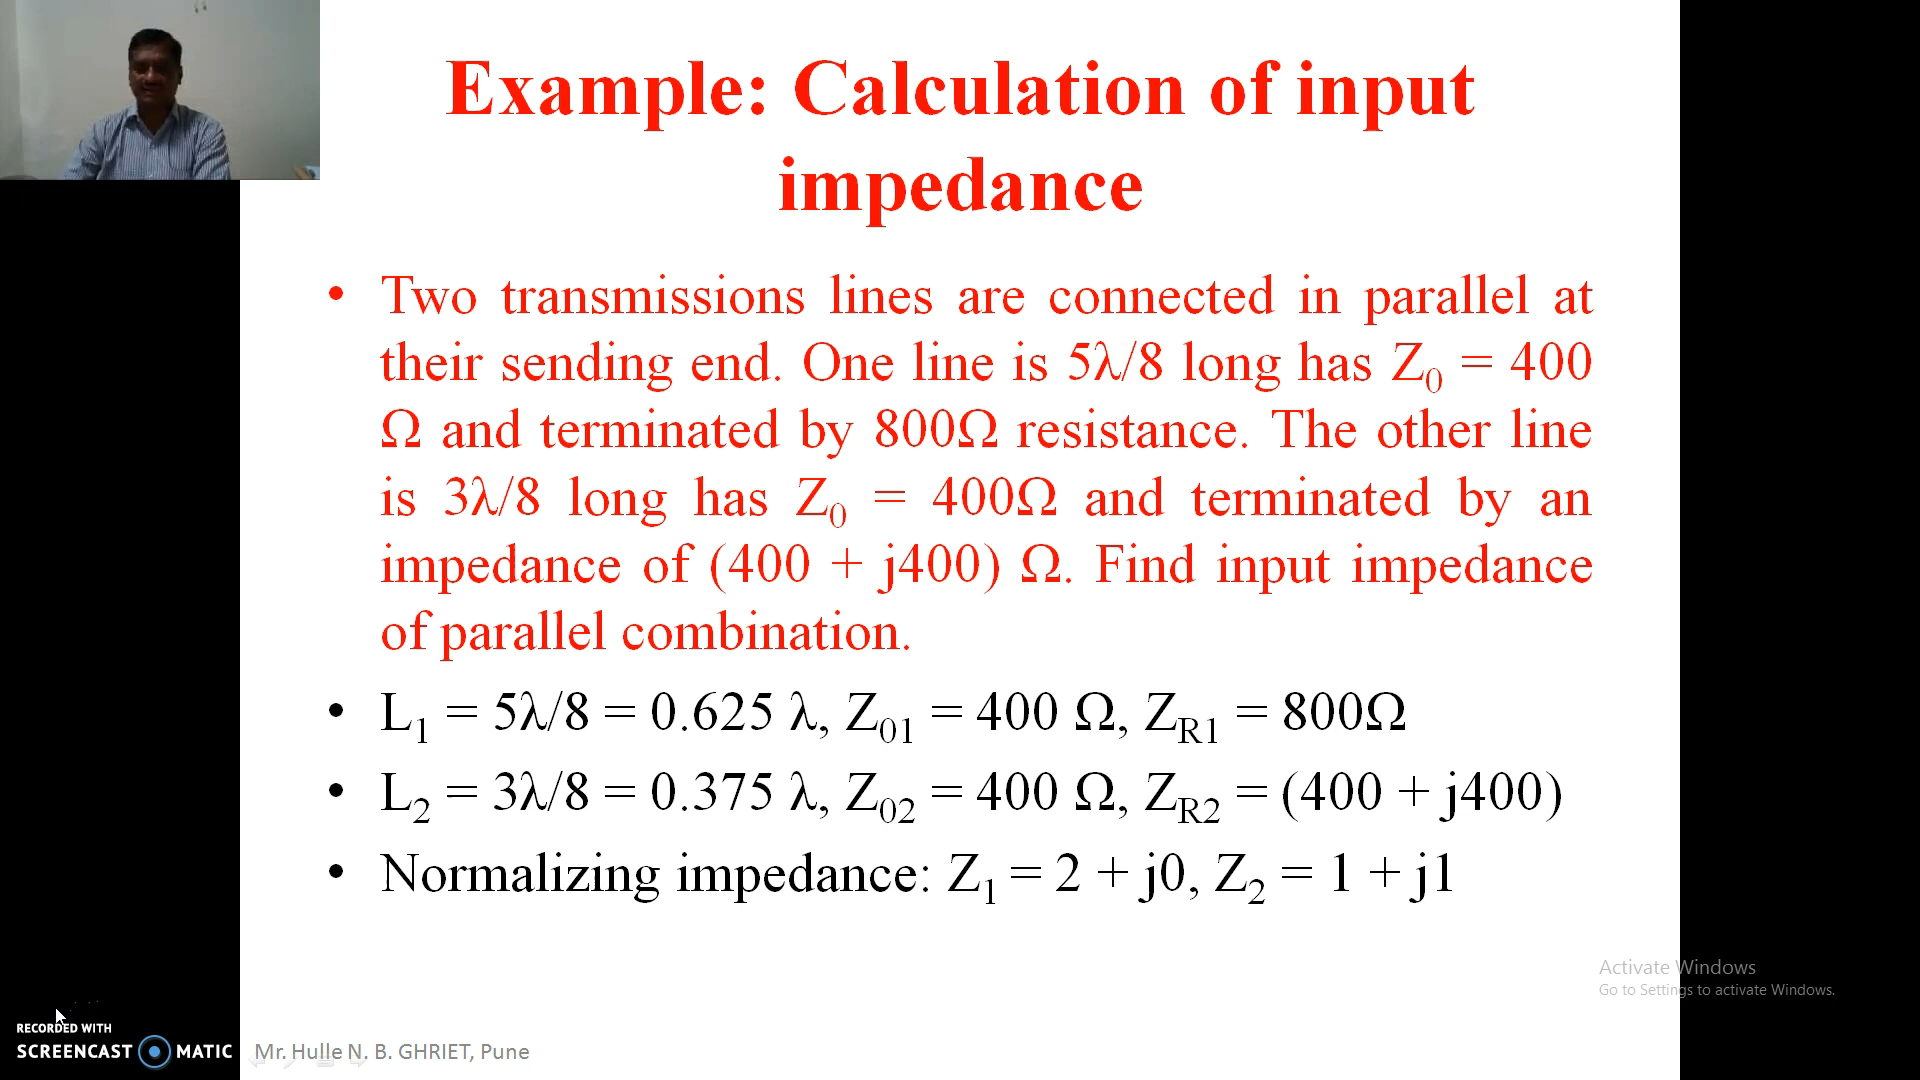 Example: Calculation of input
impedance
• Two transmissions lines are connected in parallel at
their sending end. One line is 5λ/8 long has Z₀ = 400
Ω and terminated by 800Ω resistance. The other line
is 3λ/8 long has Z₀ = 400Ω and terminated by an
impedance of (400 + j400) Ω. Find input impedance
of parallel combination.
• L₁ = 5λ/8 = 0.625 λ, Z₀₁ = 400 Ω, Z_R1 = 800Ω
• L₂ = 3λ/8 = 0.375 λ, Z₀₂ = 400 Ω, Z_R2 = (400 + j400)
• Normalizing impedance: Z₁ = 2 + j0, Z₂ = 1 + j1
Activate Windows
Go to Settings to activate Windows.
RECORDED WITH
SCREENCAST MATIC
Mr. Hulle N. B. GHRIET, Pune